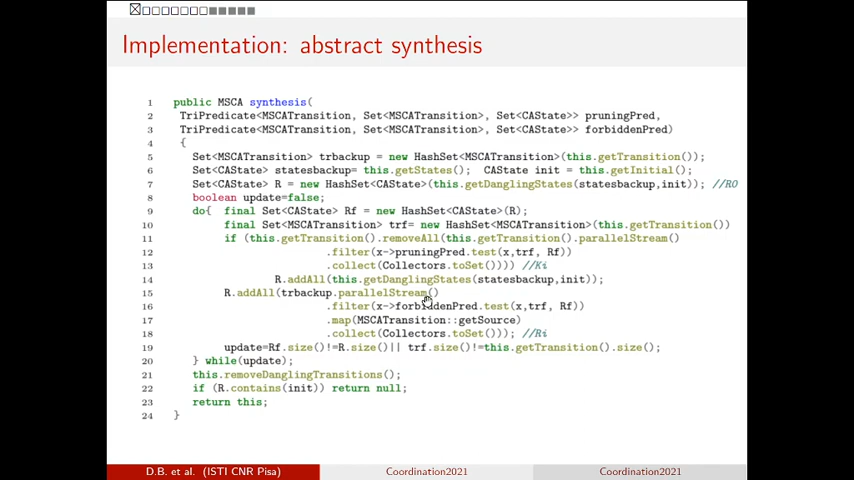 Implementation: abstract synthesis
1 public MSCA synthesis(
2 TriPredicate<MSCATransition, Set<MSCATransition>, Set<CAState>> pruningPred,
3 TriPredicate<MSCATransition, Set<MSCATransition>, Set<CAState>> forbiddenPred)
4 {
5 Set<MSCATransition> trbackup = new HashSet<MSCATransition>(this.getTransition());
6 Set<CAState> statesbackup= this.getStates(); CAState init = this.getInitial();
7 Set<CAState> R = new HashSet<CAState>(this.getDanglingStates(statesbackup,init)); //R0
8 boolean update=false;
9 do{ final Set<CAState> Rf = new HashSet<CAState>(R);
10 final Set<MSCATransition> trf= new HashSet<MSCATransition>(this.getTransition())
11 if (this.getTransition().removeAll(this.getTransition().parallelStream()
12 .filter(x->pruningPred.test(x,trf, Rf))
13 .collect(Collectors.toSet()))) //Ki
14 R.addAll(this.getDanglingStates(statesbackup,init));
15 R.addAll(trbackup.parallelStream()
16 .filter(x->forbiddenPred.test(x,trf, Rf))
17 .map(MSCATransition::getSource)
18 .collect(Collectors.toSet())); //Ri
19 update=Rf.size()!=R.size()|| trf.size()!=this.getTransition().size();
20 } while(update);
21 this.removeDanglingTransitions();
22 if (R.contains(init)) return null;
23 return this;
24 }
D.B. et al. (ISTI CNR Pisa) Coordination2021 Coordination2021